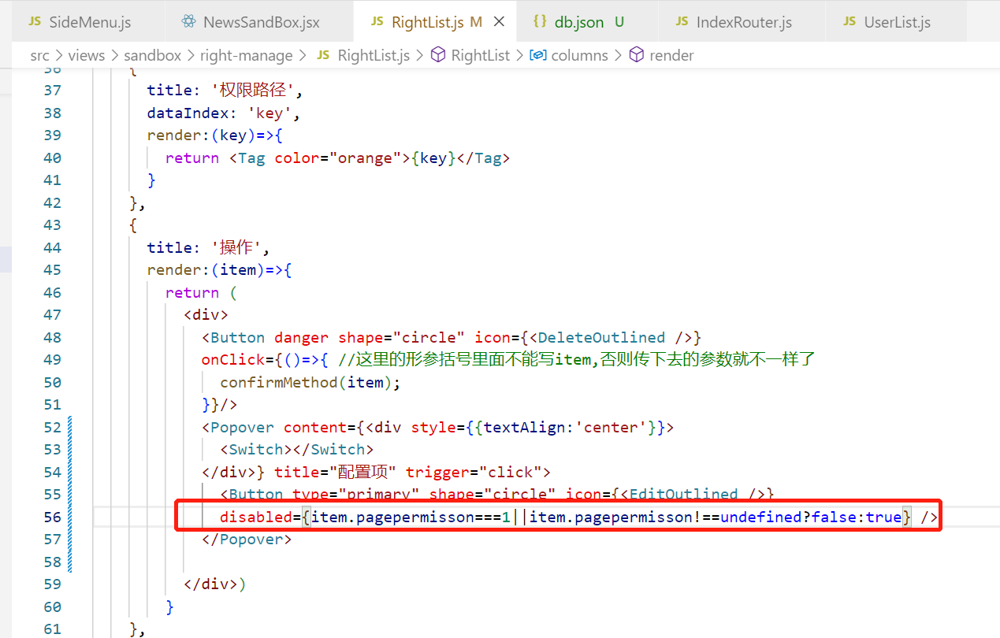 JS SideMenu.js NewsSandBox.jsx JS RightList.js M {} db.json U JS IndexRouter.js JS UserList.js
src > views > sandbox > right-manage > JS RightList.js > RightList > columns > render
36 {
37 title: '权限路径',
38 dataIndex: 'key',
39 render:(key)=>{
40 return <Tag color="orange">{key}</Tag>
41 }
42 },
43 {
44 title: '操作',
45 render:(item)=>{
46 return (
47 <div>
48 <Button danger shape="circle" icon={<DeleteOutlined />}
49 onClick={()=>{ //这里的形参括号里面不能写item,否则传下去的参数就不一样了
50 confirmMethod(item);
51 }}/>
52 <Popover content={<div style={{textAlign:'center'}}>
53 <Switch></Switch>
54 </div>} title="配置项" trigger="click">
55 <Button type="primary" shape="circle" icon={<EditOutlined />}
56 disabled={item.pagepermisson===1||item.pagepermisson!==undefined?false:true} />
57 </Popover>
58
59 </div>)
60 }
61 },